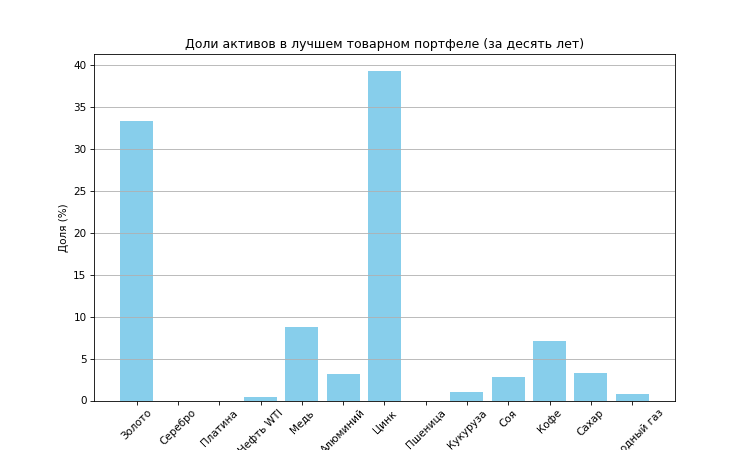 Доли активов в лучшем товарном портфеле (за десять лет)
Доля (%)
40
35
30
25
20
15
10
5
0
Золото
Серебро
Платина
Нефть WTI
Медь
Алюминий
Цинк
Пшеница
Кукуруза
Соя
Кофе
Сахар
газ